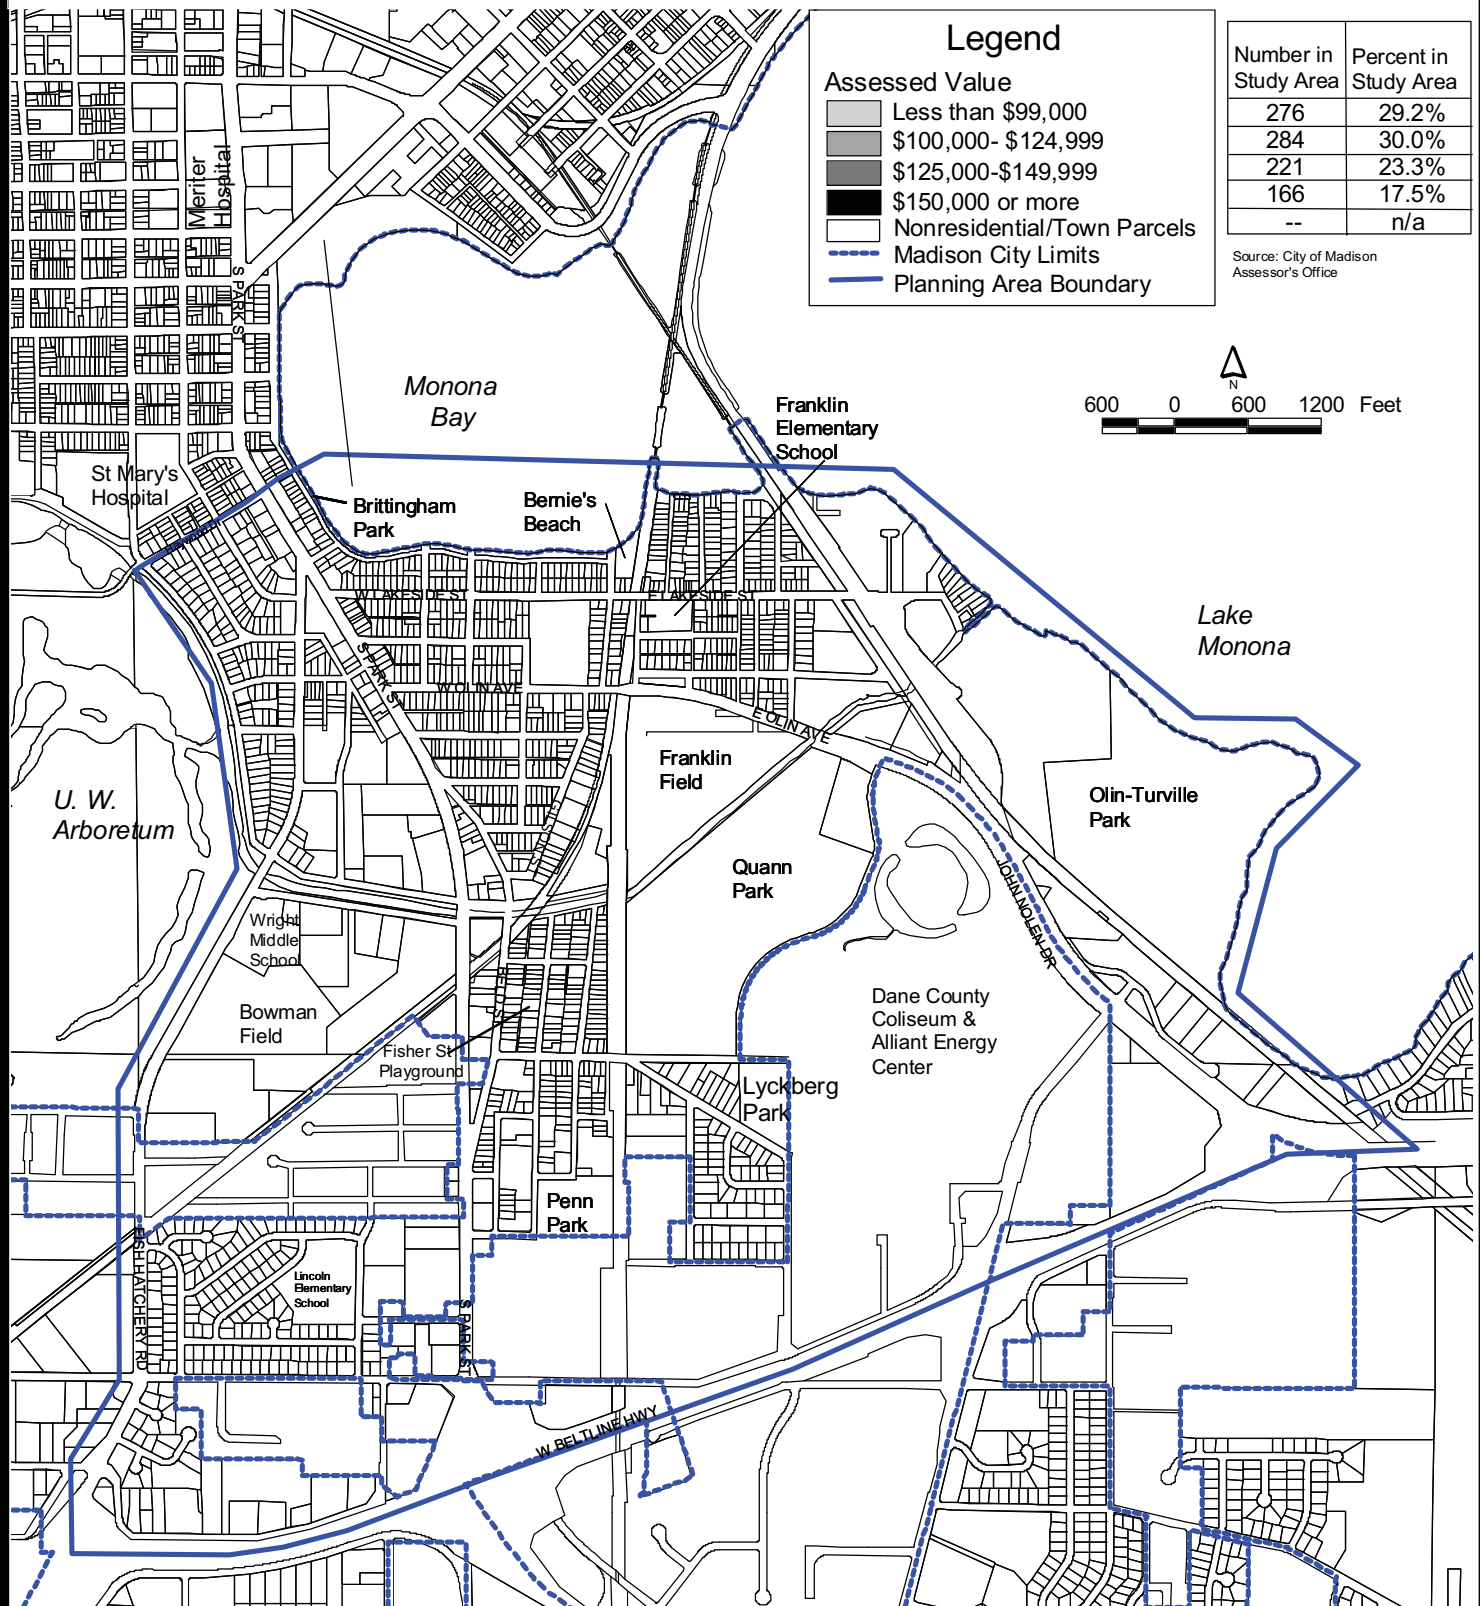 Legend
Assessed Value
Less than $99,000
$100,000- $124,999
$125,000-$149,999
$150,000 or more
Nonresidential/Town Parcels
Madison City Limits
Planning Area Boundary
Number in Percent in
Study Area Study Area
276 29.2%
284 30.0%
221 23.3%
166 17.5%
-- n/a
Source: City of Madison
Assessor's Office
N
600 0 600 1200 Feet
Meriter
Hospital
S PARK ST
Monona
Bay
Franklin
Elementary
School
St Mary's
Hospital
Brittingham
Park
Bernie's
Beach
W LAKESIDE ST
E LAKESIDE ST
Lake
Monona
S PARK ST
W OLIN AVE
E OLIN AVE
Franklin
Field
U. W.
Arboretum
Olin-Turville
Park
Quann
Park
JOHN NOLEN DR
Wright
Middle
School
Bowman
Field
Dane County
Coliseum &
Alliant Energy
Center
Fisher St
Playground
Lyckberg
Park
Penn
Park
FISH HATCHERY RD
Lincoln
Elementary
School
S PARK ST
W BELTLINE HWY